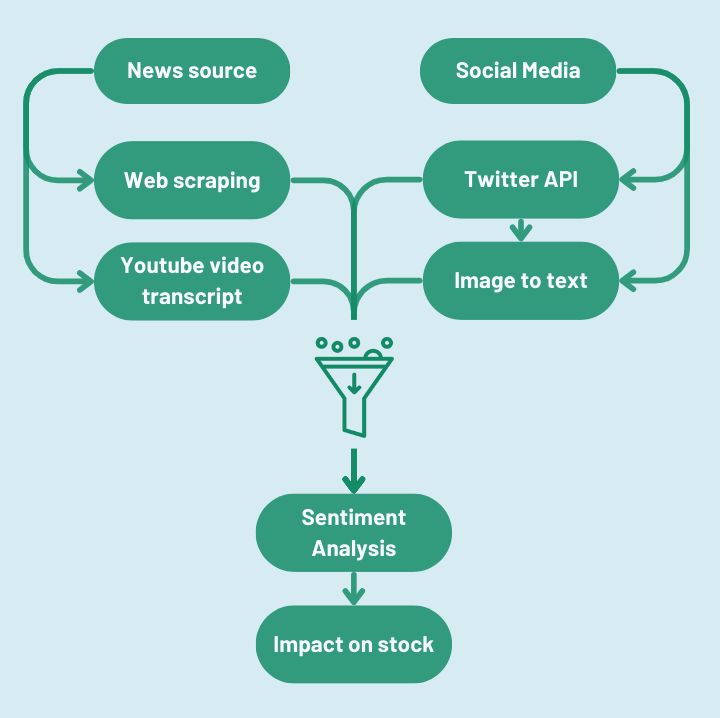 News source
Social Media
Web scraping
Twitter API
Youtube video
transcript
Image to text
Sentiment
Analysis
Impact on stock